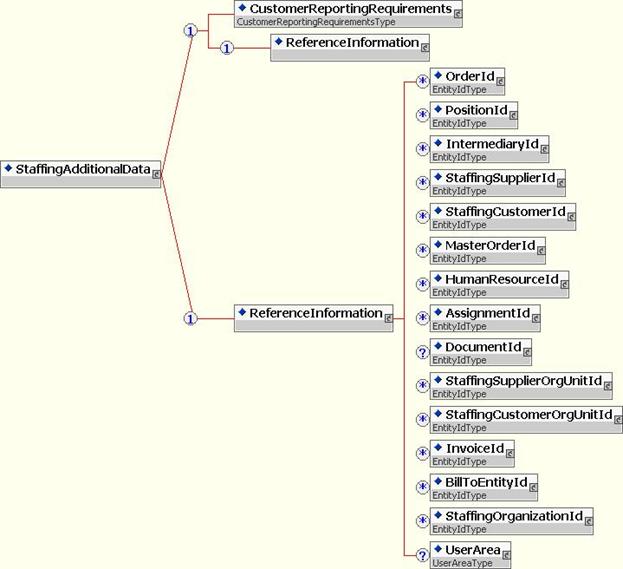 CustomerReportingRequirements
CustomerReportingRequirementsType
1
1
ReferenceInformation
StaffingAdditionalData
1
ReferenceInformation
* OrderId
EntityIdType
* PositionId
EntityIdType
* IntermediaryId
EntityIdType
* StaffingSupplierId
EntityIdType
* StaffingCustomerId
EntityIdType
* MasterOrderId
EntityIdType
* HumanResourceId
EntityIdType
* AssignmentId
EntityIdType
? DocumentId
EntityIdType
* StaffingSupplierOrgUnitId
EntityIdType
* StaffingCustomerOrgUnitId
EntityIdType
* InvoiceId
EntityIdType
* BillToEntityId
EntityIdType
* StaffingOrganizationId
EntityIdType
? UserArea
UserAreaType